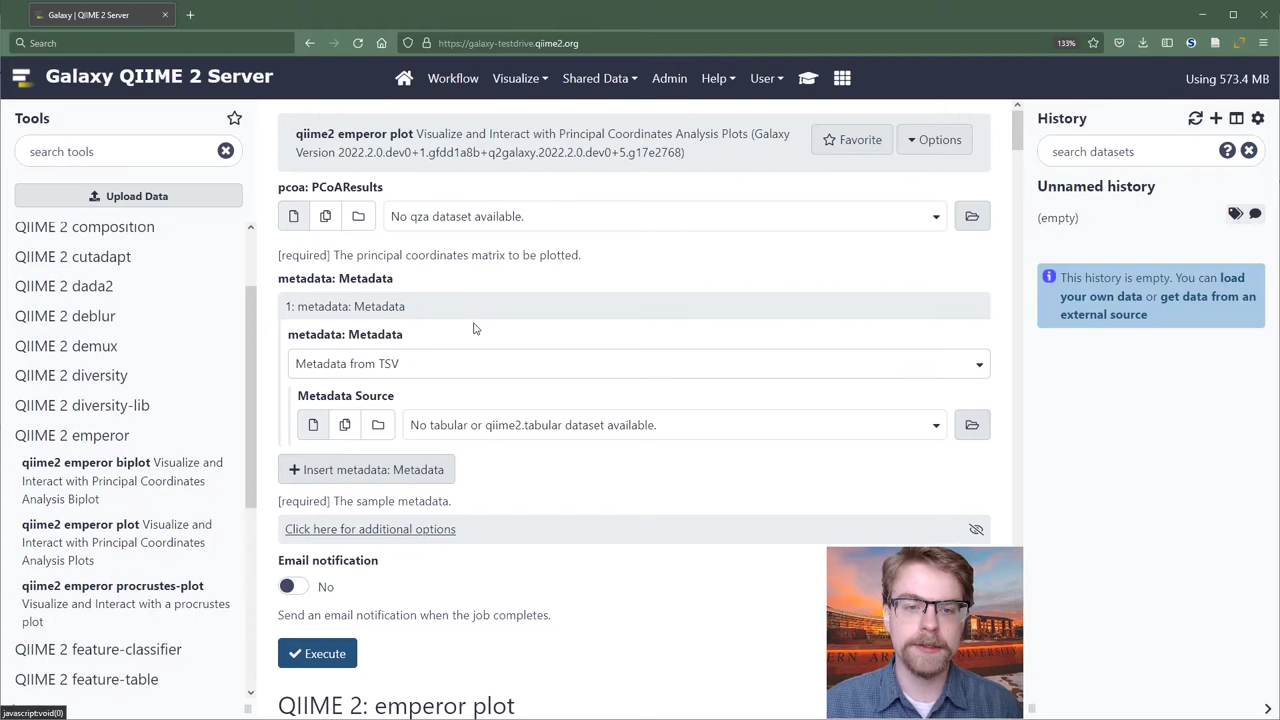 Galaxy | QIIME 2 Server
Search
https://galaxy-testdrive.qiime2.org
133%
Galaxy QIIME 2 Server
Workflow
Visualize
Shared Data
Admin
Help
User
Using 573.4 MB
Tools
search tools
Upload Data
QIIME 2 composition
QIIME 2 cutadapt
QIIME 2 dada2
QIIME 2 deblur
QIIME 2 demux
QIIME 2 diversity
QIIME 2 diversity-lib
QIIME 2 emperor
qiime2 emperor biplot Visualize and
Interact with Principal Coordinates
Analysis Biplot
qiime2 emperor plot Visualize and
Interact with Principal Coordinates
Analysis Plots
qiime2 emperor procrustes-plot
Visualize and Interact with a procrustes
plot
QIIME 2 feature-classifier
QIIME 2 feature-table
javascript:void(0)
qiime2 emperor plot Visualize and Interact with Principal Coordinates Analysis Plots (Galaxy
Version 2022.2.0.dev0+1.gfdd1a8b+q2galaxy.2022.2.0.dev0+5.g17e2768)
Favorite
Options
pcoa: PCoAResults
No qza dataset available.
[required] The principal coordinates matrix to be plotted.
metadata: Metadata
1: metadata: Metadata
metadata: Metadata
Metadata from TSV
Metadata Source
No tabular or qiime2.tabular dataset available.
Insert metadata: Metadata
[required] The sample metadata.
Click here for additional options
Email notification
No
Send an email notification when the job completes.
Execute
QIIME 2: emperor plot
History
search datasets
Unnamed history
(empty)
This history is empty. You can load
your own data or get data from an
external source